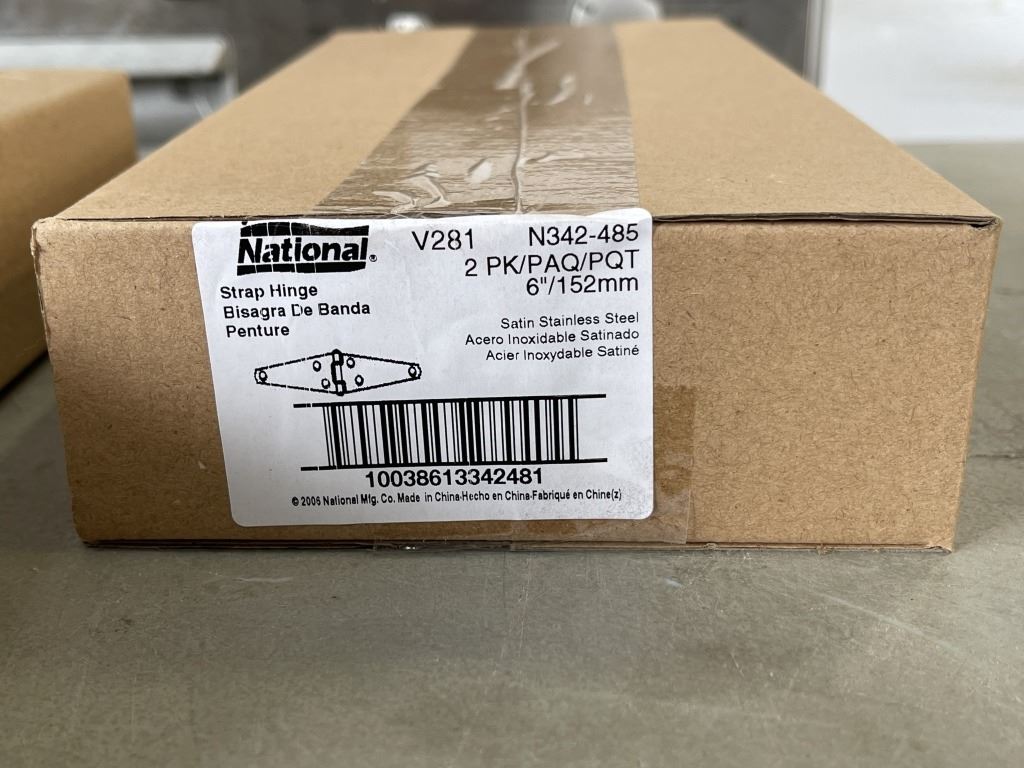 National®
V281 N342-485
2 PK/PAQ/PQT
6"/152mm
Strap Hinge
Bisagra De Banda
Penture
Satin Stainless Steel
Acero Inoxidable Satinado
Acier Inoxydable Satiné
10038613342481
© 2006 National Mfg. Co. Made in China-Hecho en China-Fabriqué en Chine(z)